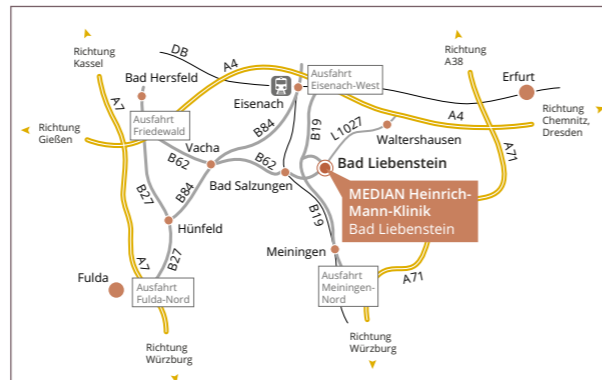 Richtung
Kassel
DB
A4
Richtung
A38
Bad Hersfeld
A7
Eisenach
Ausfahrt
Eisenach-West
Erfurt
Richtung
Gießen
Ausfahrt
Friedewald
B84
B19
L1027
A4
Richtung
Chemnitz,
Dresden
Waltershausen
Vacha
B62
B62
Bad Liebenstein
A71
Bad Salzungen
B27
B84
MEDIAN Heinrich-
Mann-Klinik
Bad Liebenstein
B19
Hünfeld
Meiningen
B27
A7
Fulda
Ausfahrt
Fulda-Nord
Ausfahrt
Meiningen-
Nord
A71
Richtung
Würzburg
Richtung
Würzburg